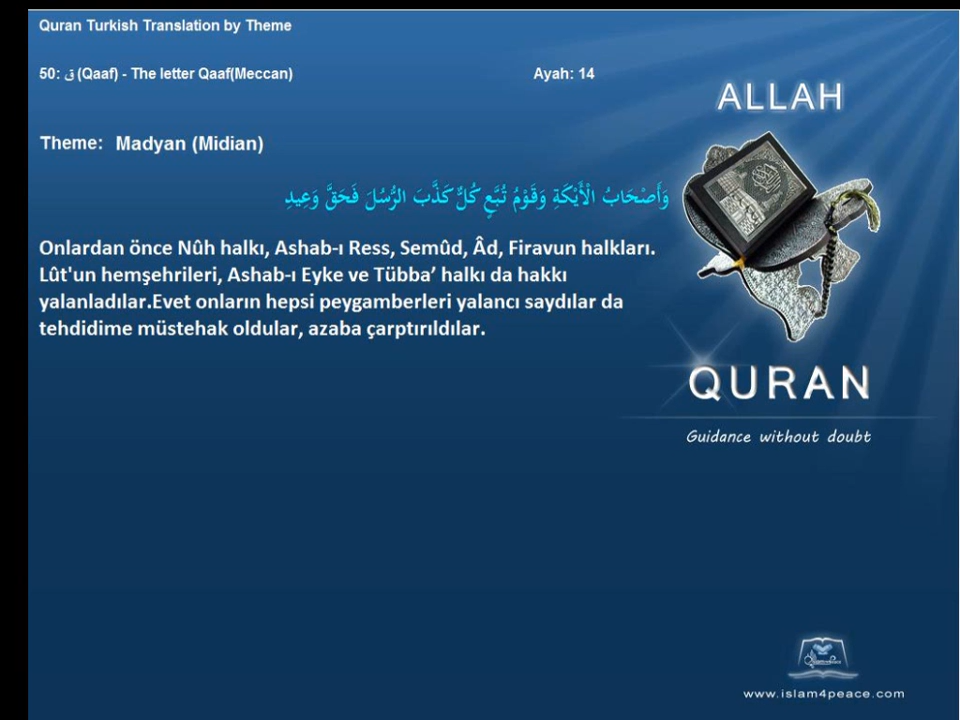 Quran Turkish Translation by Theme
50: ق (Qaaf) - The letter Qaaf(Meccan) Ayah: 14
ALLAH
Theme: Madyan (Midian)
وَأَصْحَابُ الْأَيْكَةِ وَقَوْمُ تُبَّعٍ كُلٌّ كَذَّبَ الرُّسُلَ فَحَقَّ وَعِيدِ
Onlardan önce Nûh halkı, Ashab-ı Ress, Semûd, Âd, Firavun halkları.
Lût'un hemşehrileri, Ashab-ı Eyke ve Tübba’ halkı da hakkı
yalanladılar.Evet onların hepsi peygamberleri yalancı saydılar da
tehdidime müstehak oldular, azaba çarptırıldılar.
QURAN
Guidance without doubt
www.islam4peace.com